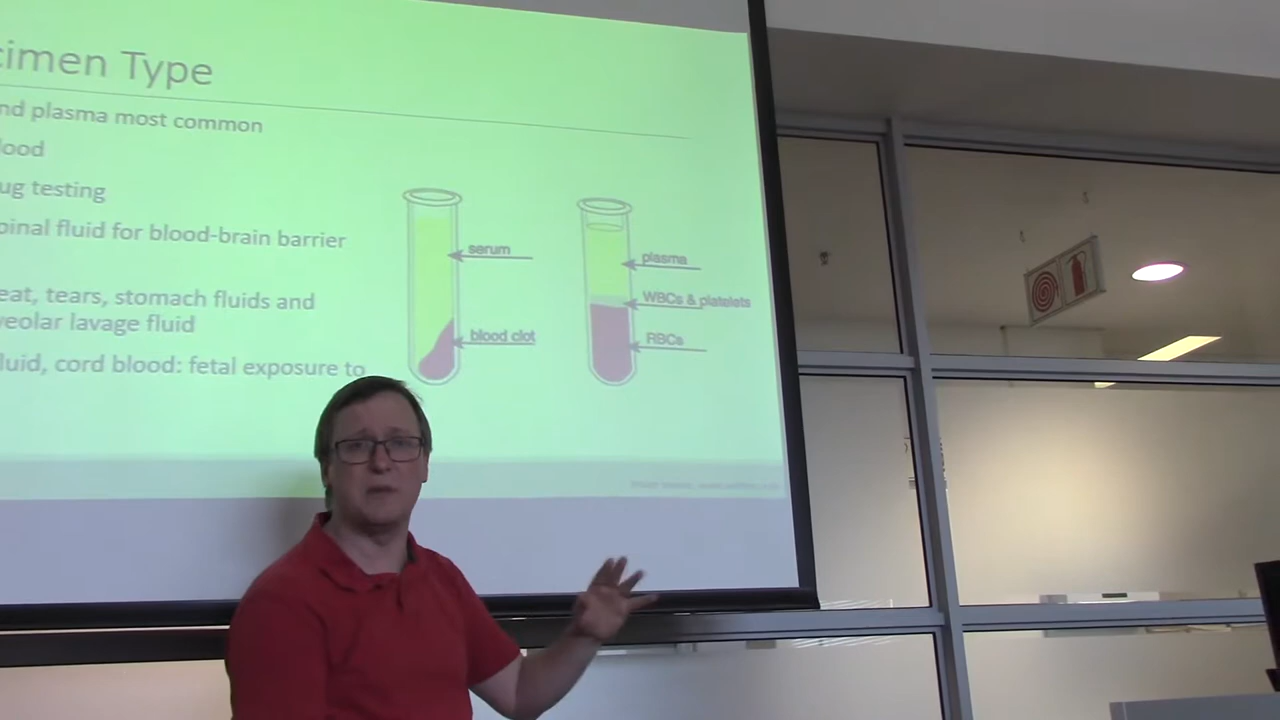 cimen Type
nd plasma most common
lood
ug testing
pinal fluid for blood-brain barrier
eat, tears, stomach fluids and
veolar lavage fluid
fluid, cord blood: fetal exposure to
serum
blood clot
plasma
WBCs & platelets
RBCs